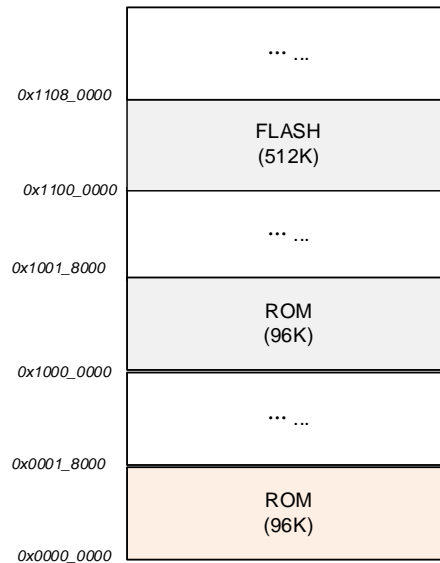 ... ...
0x1108_0000
FLASH
(512K)
0x1100_0000
... ...
0x1001_8000
ROM
(96K)
0x1000_0000
... ...
0x0001_8000
ROM
(96K)
0x0000_0000